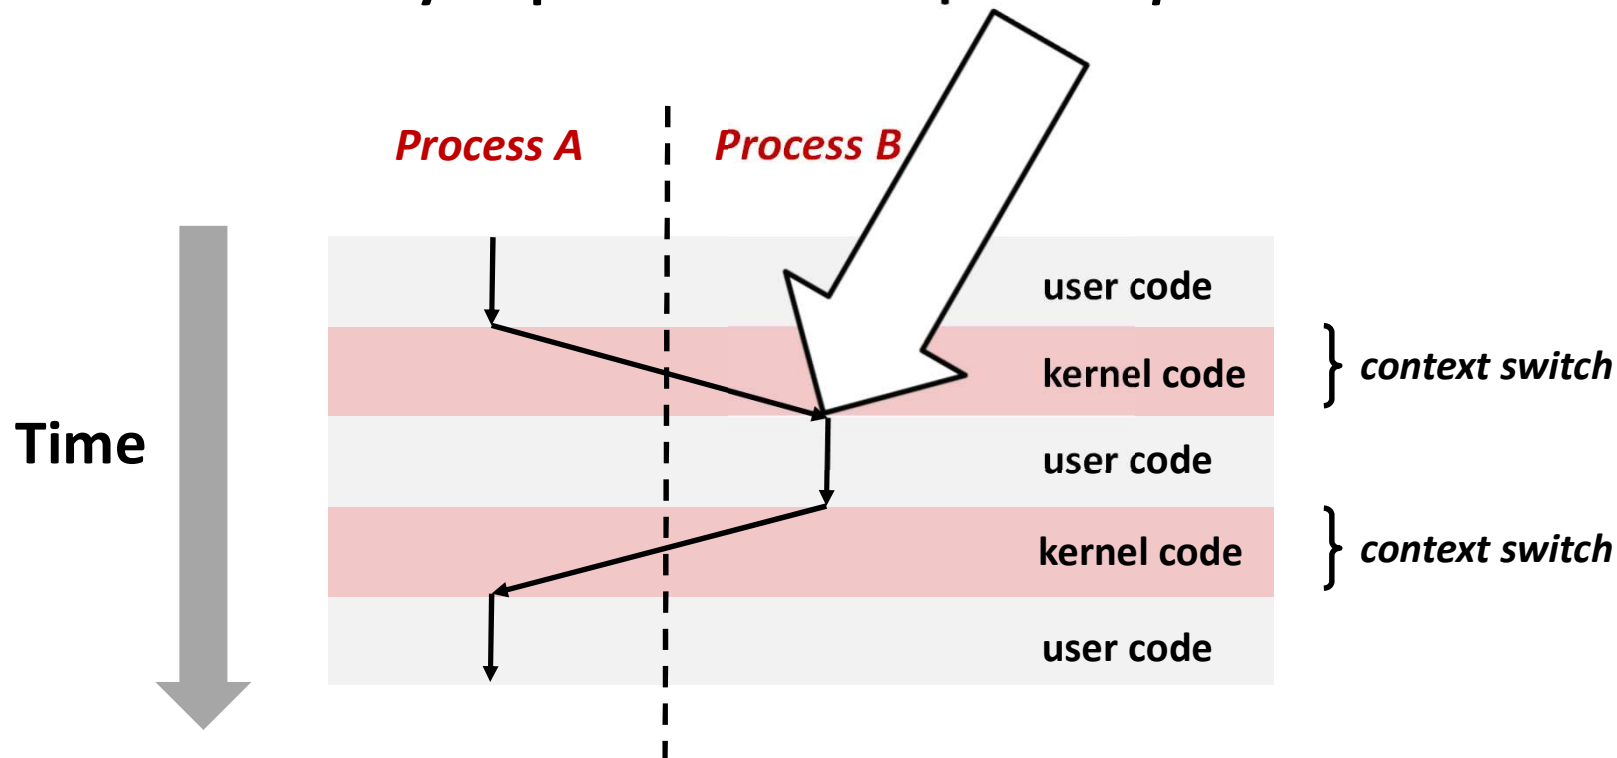 Process A
Process B
user code
kernel code
context switch
Time
user code
kernel code
context switch
user code